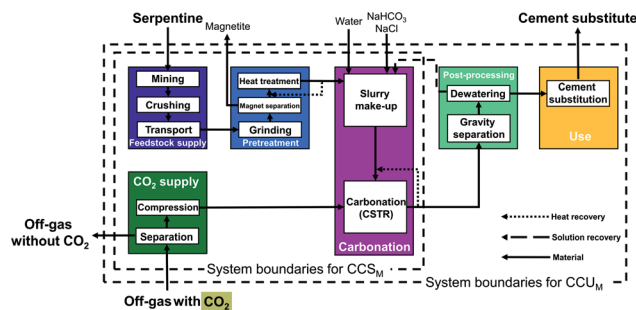 Serpentine
Magnetite
Water
NaHCO₃
NaCl
Cement substitute
Mining
Crushing
Transport
Feedstock supply
Heat treatment
Magnet separation
Grinding
Pretreatment
Slurry
make-up
Carbonation
(CSTR)
Carbonation
Post-processing
Dewatering
Gravity
separation
Cement
substitution
Use
CO₂ supply
Compression
Separation
Off-gas
without CO₂
Off-gas with CO₂
Heat recovery
Solution recovery
Material
System boundaries for CCSM
System boundaries for CCUM